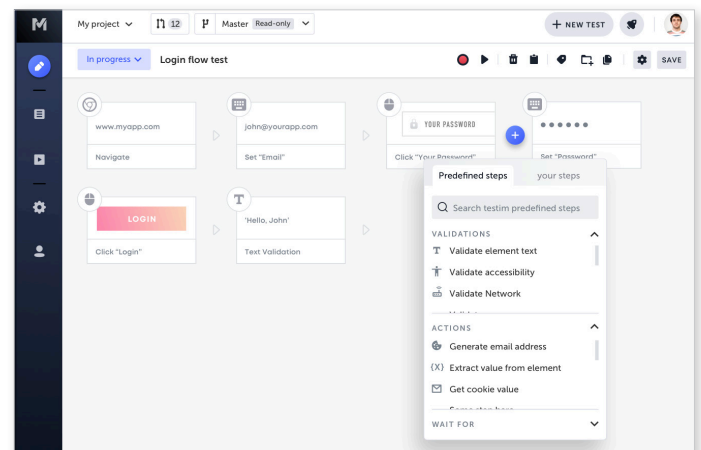 My project
12
Master Read-only
+ NEW TEST
In progress
Login flow test
SAVE
www.myapp.com
Navigate
john@yourapp.com
Set "Email"
YOUR PASSWORD
Click "Your Password"
Set "Password"
LOGIN
Click "Login"
T
'Hello, John'
Text Validation
Predefined steps
your steps
Search testim predefined steps
VALIDATIONS
T Validate element text
Validate accessibility
Validate Network
ACTIONS
Generate email address
{X} Extract value from element
Get cookie value
WAIT FOR